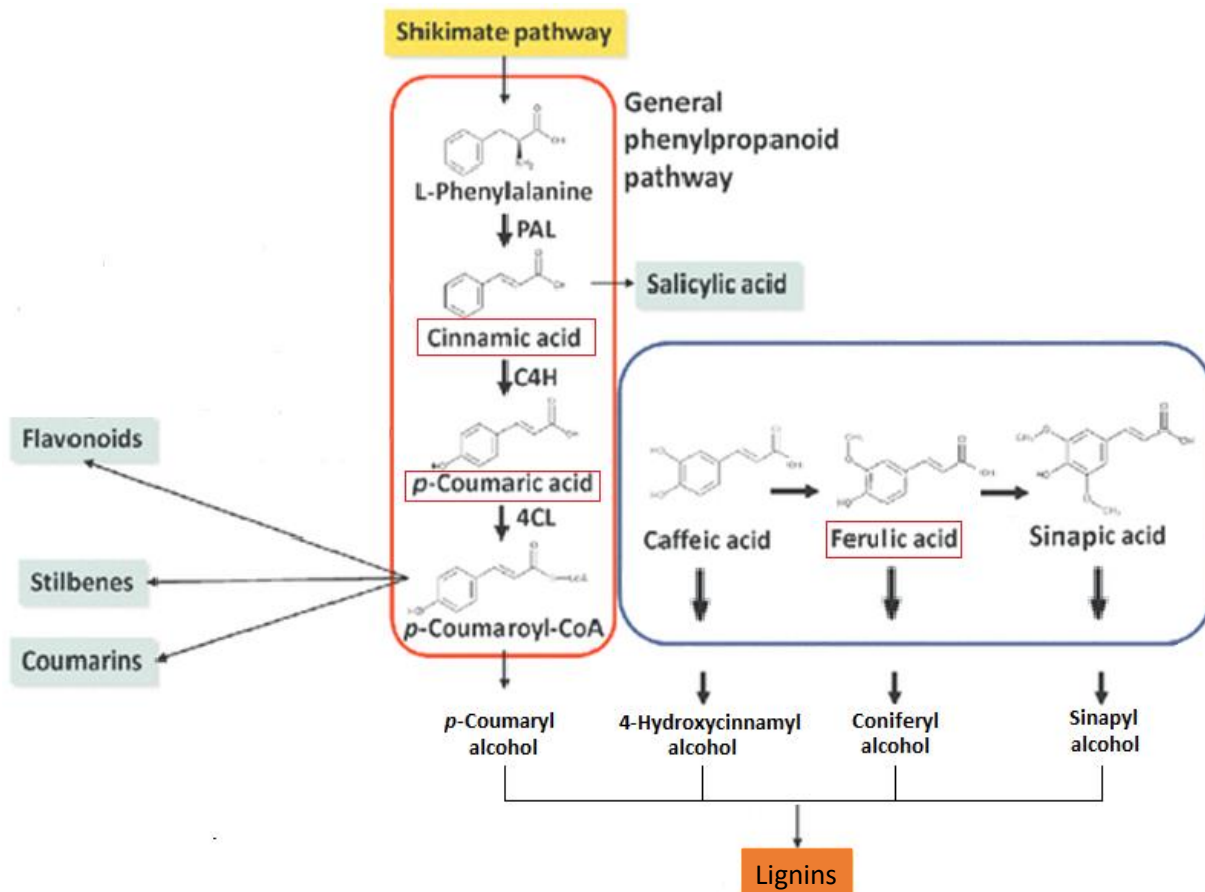 Shikimate pathway
General
phenylpropanoid
pathway
L-Phenylalanine
PAL
Cinnamic acid
Salicylic acid
C4H
p-Coumaric acid
4CL
p-Coumaroyl-CoA
Flavonoids
Stilbenes
Coumarins
Caffeic acid
Ferulic acid
Sinapic acid
p-Coumaryl
alcohol
4-Hydroxycinnamyl
alcohol
Coniferyl
alcohol
Sinapyl
alcohol
Lignins